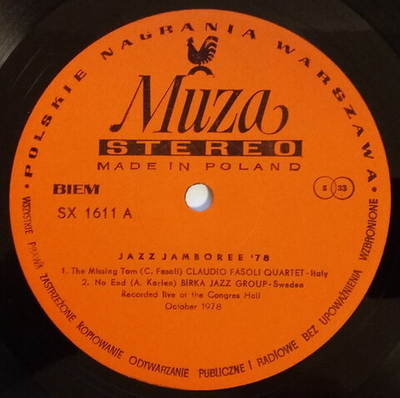 · POLSKIE NAGRANIA WARSZAWA ·
Muza
STEREO
MADE IN POLAND
BIEM
S 33
SX 1611 A
JAZZ JAMBOREE '78
1. The Missing Tom (C. Fasoli) CLAUDIO FASOLI QUARTET-Italy
2. No End (A. Karlen) BIRKA JAZZ GROUP-Sweden
Recorded live at the Congres Hall
October 1978
WSZYSTKIE PRAWA ZASTRZEŻONE KOPIOWANIE ODTWARZANIE PUBLICZNE I RADIOWE BEZ UPOWAŻNIENIA WZBRONIONE